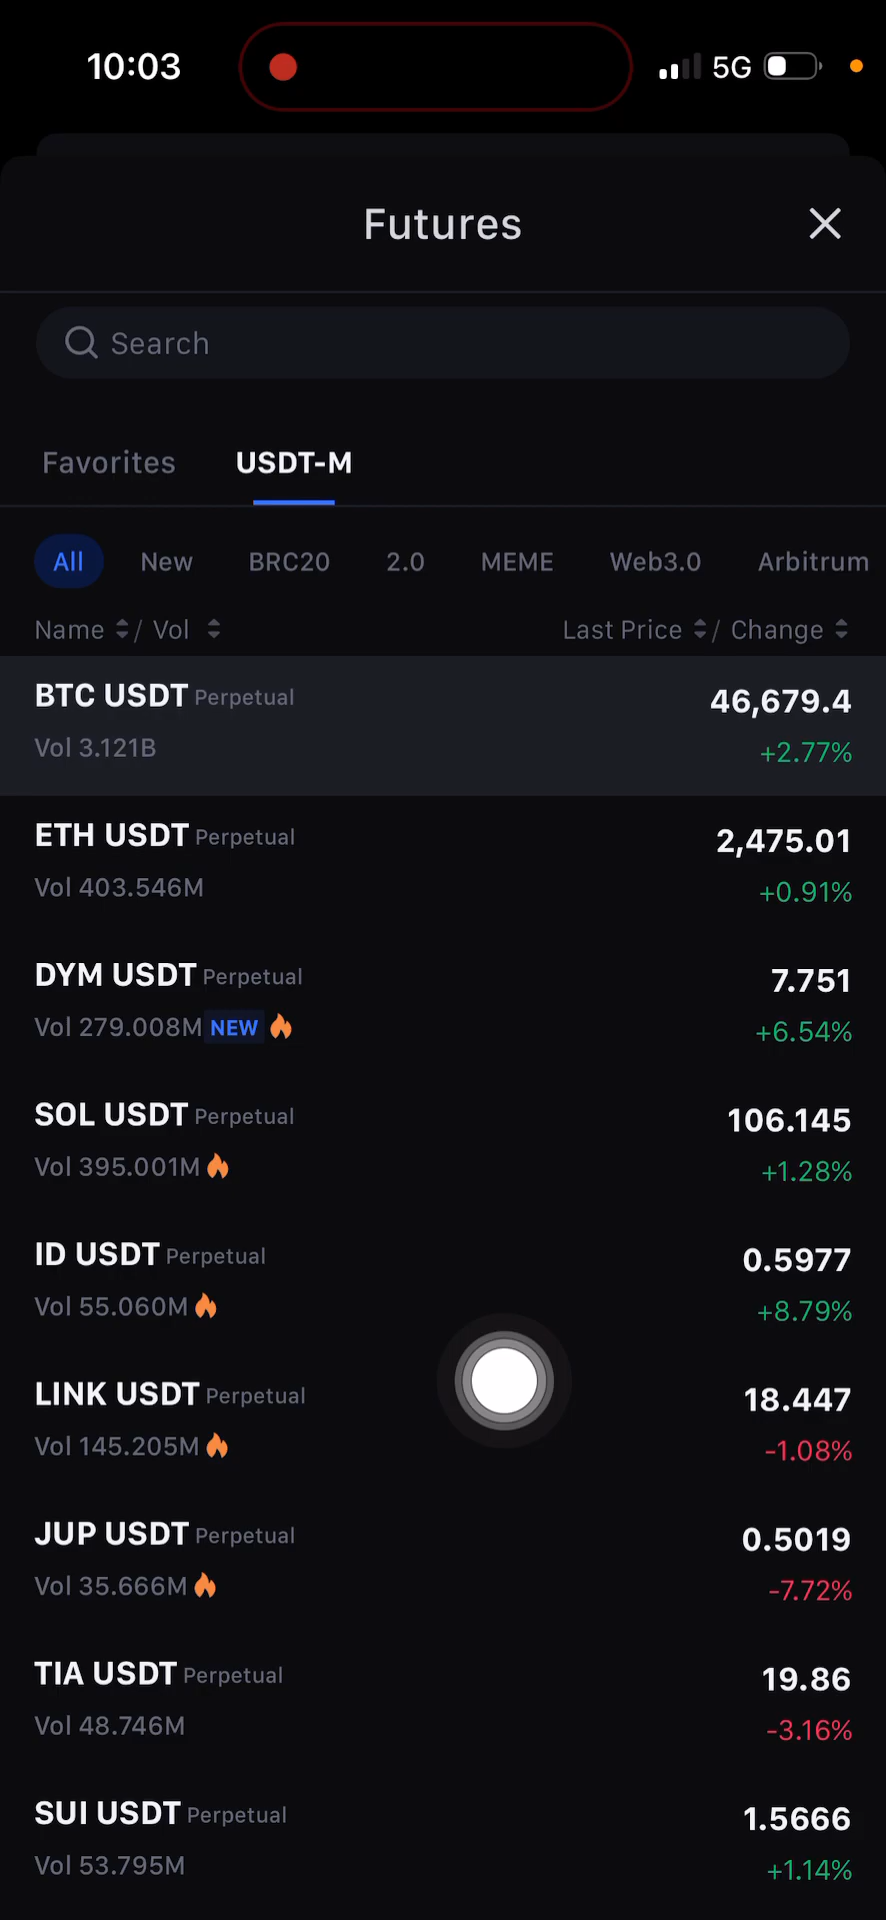 10:03 5G
Futures
Search
Favorites USDT-M
All New BRC20 2.0 MEME Web3.0 Arbitrum
Name / Vol Last Price / Change
BTC USDT Perpetual 46,679.4
Vol 3.121B +2.77%
ETH USDT Perpetual 2,475.01
Vol 403.546M +0.91%
DYM USDT Perpetual 7.751
Vol 279.008M NEW +6.54%
SOL USDT Perpetual 106.145
Vol 395.001M +1.28%
ID USDT Perpetual 0.5977
Vol 55.060M +8.79%
LINK USDT Perpetual 18.447
Vol 145.205M -1.08%
JUP USDT Perpetual 0.5019
Vol 35.666M -7.72%
TIA USDT Perpetual 19.86
Vol 48.746M -3.16%
SUI USDT Perpetual 1.5666
Vol 53.795M +1.14%